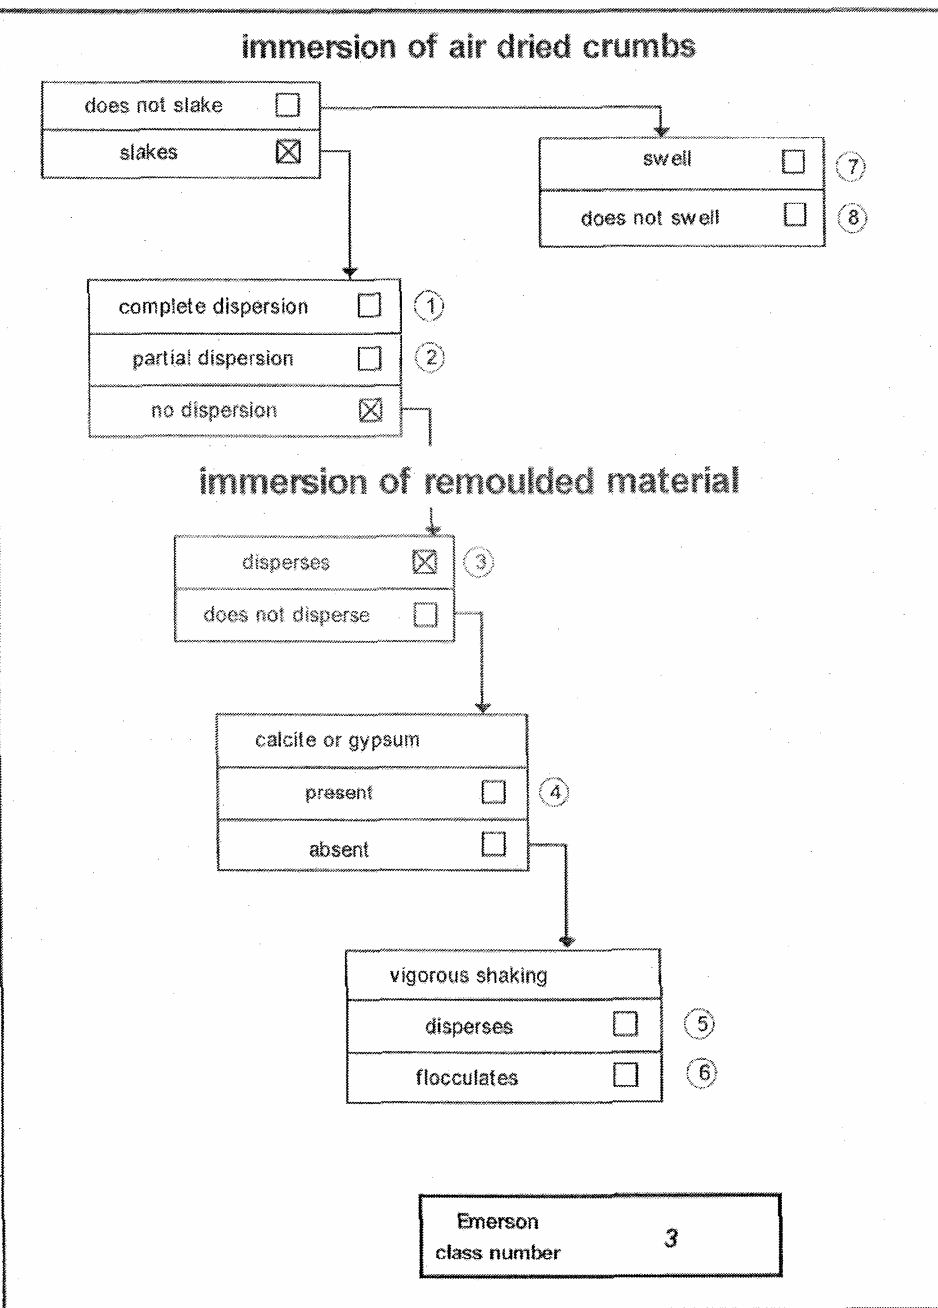 immersion of air dried crumbs
does not slake
slakes
swell
7
does not swell
8
complete dispersion
1
partial dispersion
2
no dispersion
immersion of remoulded material
disperses
3
does not disperse
calcite or gypsum
present
4
absent
vigorous shaking
disperses
5
flocculates
6
Emerson
class number
3